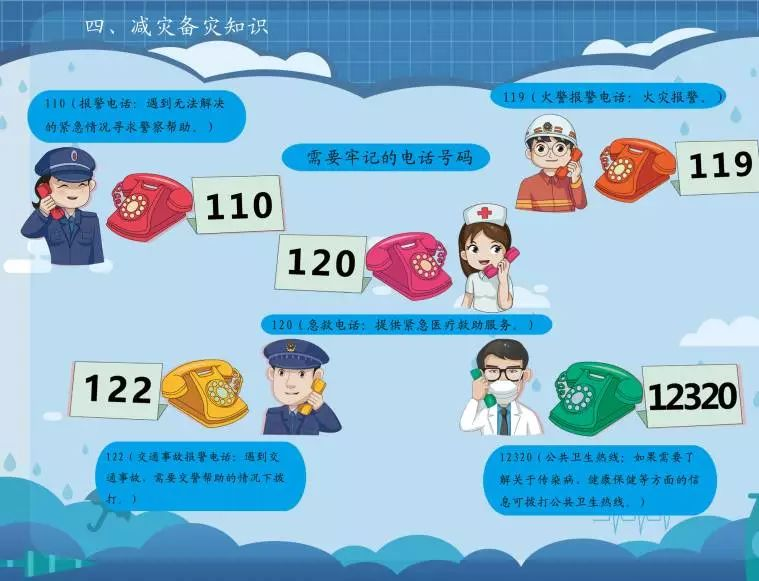 四、减灾备灾知识
110（报警电话：遇到无法解决
的紧急情况寻求警察帮助。）
119（火警报警电话：火灾报警。）
需要牢记的电话号码
110
119
120
120（急救电话：提供紧急医疗救助服务。）
122
12320
122（交通事故报警电话：遇到交
通事故，需要交警帮助的情况下拨
打。）
12320（公共卫生热线：如果需要了
解关于传染病、健康保健等方面的信
息可拨打公共卫生热线。）